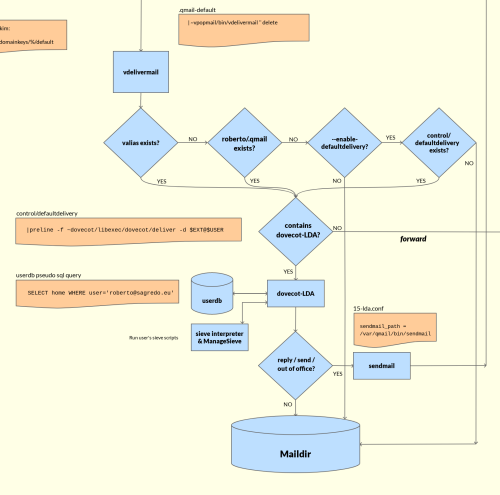 .qmail-default
|~vpopmail/bin/vdelivermail'' delete
kim:
domainkeys/%/default
vdelivermail
valias exists?
NO
roberto/.qmail
exists?
NO
--enable-
defaultdelivery?
YES
control/
defaultdelivery
exists?
NO
YES
YES
NO
YES
control/defaultdelivery
|preline -f ~dovecot/libexec/dovecot/deliver -d $EXT@$USER
contains
dovecot-LDA?
NO
forward
YES
userdb pseudo sql query
SELECT home WHERE user='roberto@sagredo.eu'
userdb
dovecot-LDA
15-lda.conf
sendmail_path =
/var/qmail/bin/sendmail
Run user's sieve scripts
sieve interpreter
& ManageSieve
reply / send /
out of office?
YES
sendmail
NO
Maildir